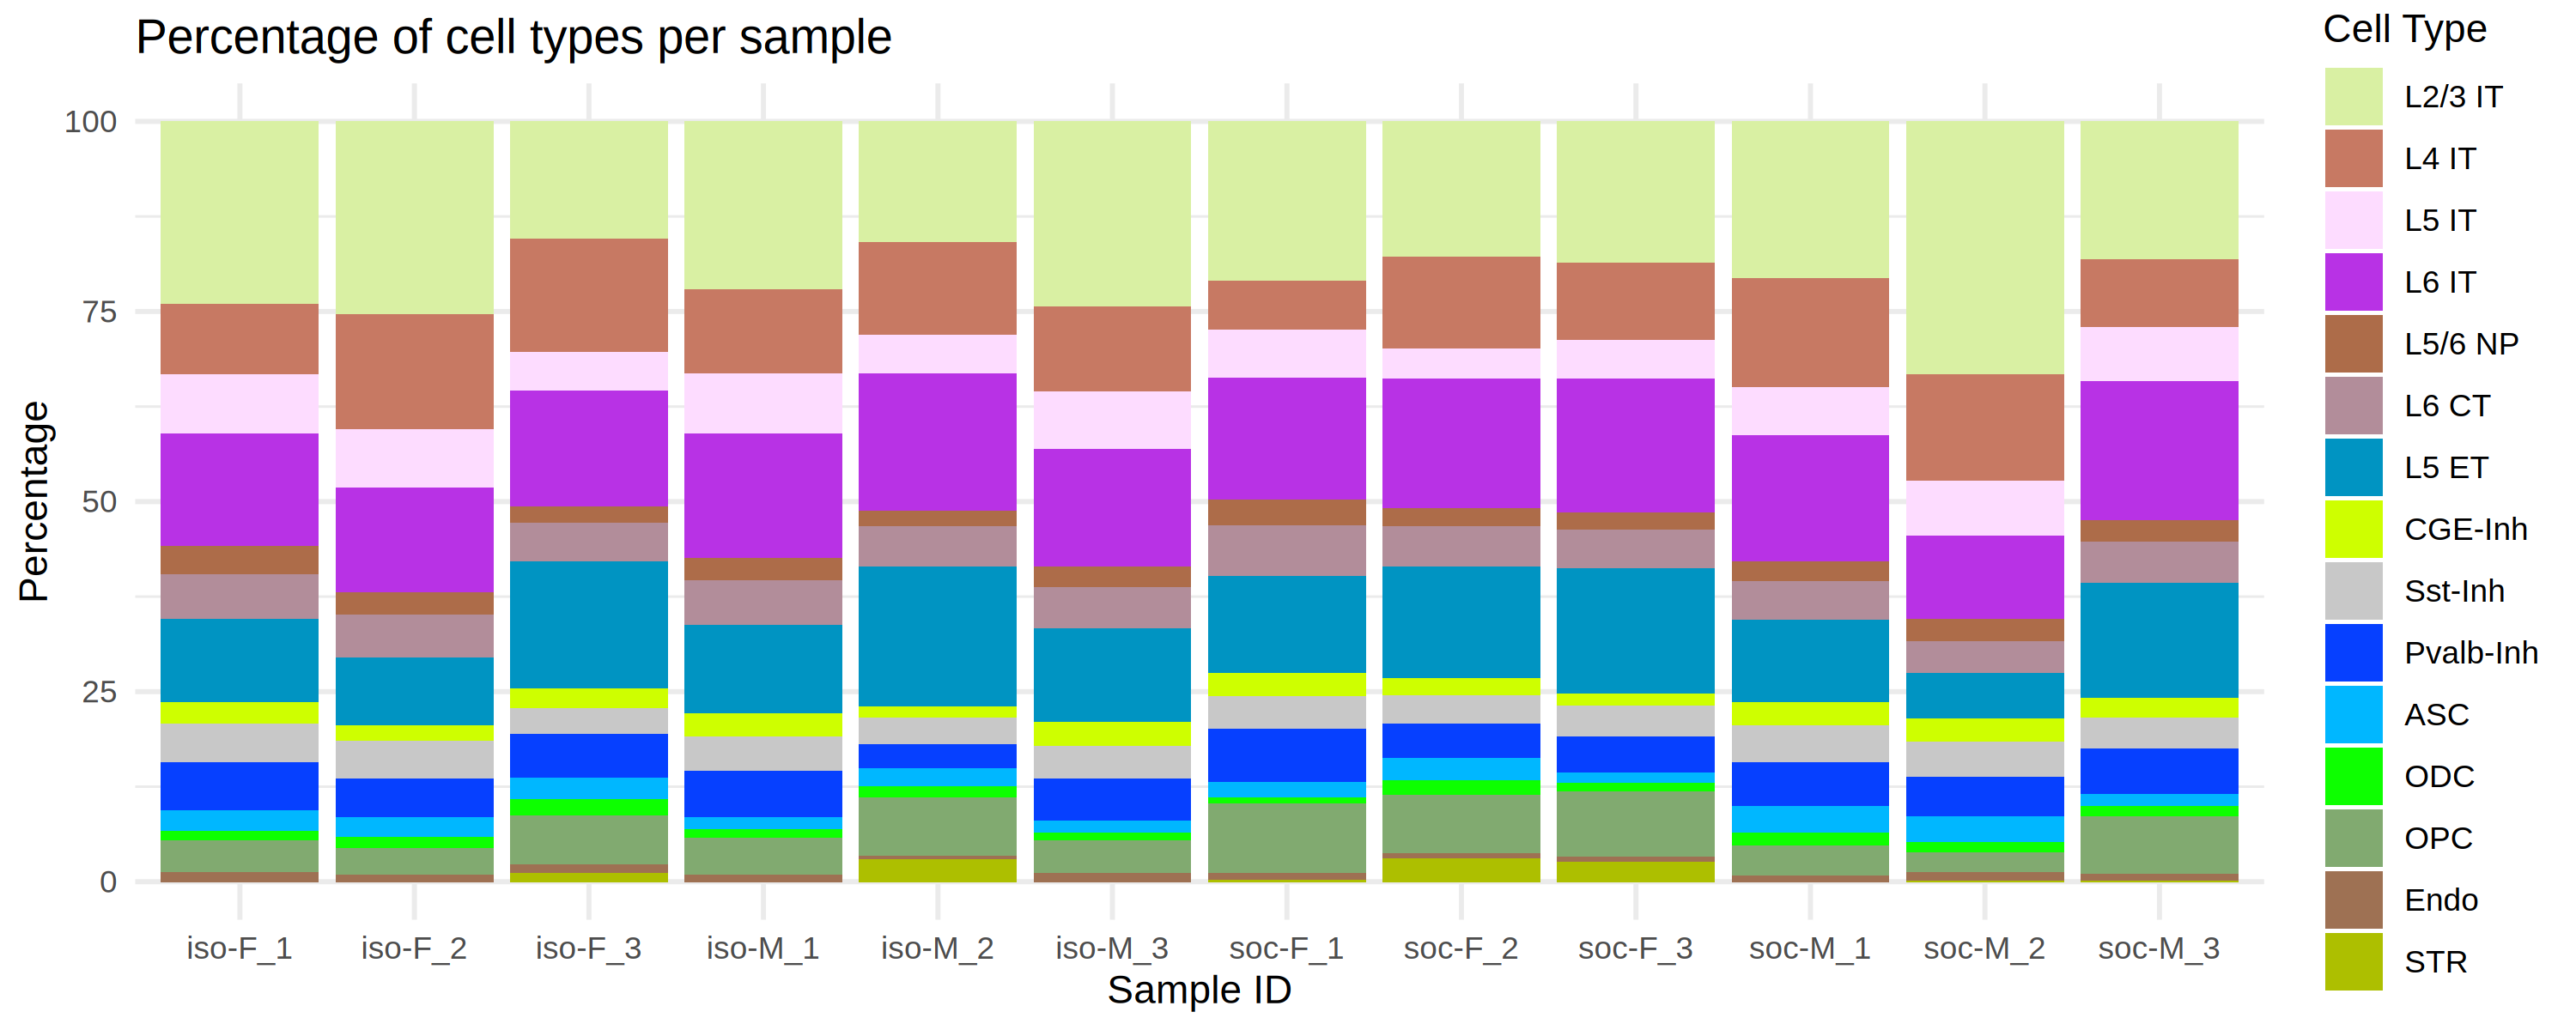 Percentage of cell types per sample
Percentage
100
75
50
25
0
iso-F_1 iso-F_2 iso-F_3 iso-M_1 iso-M_2 iso-M_3 soc-F_1 soc-F_2 soc-F_3 soc-M_1 soc-M_2 soc-M_3
Sample ID
Cell Type
L2/3 IT
L4 IT
L5 IT
L6 IT
L5/6 NP
L6 CT
L5 ET
CGE-Inh
Sst-Inh
Pvalb-Inh
ASC
ODC
OPC
Endo
STR